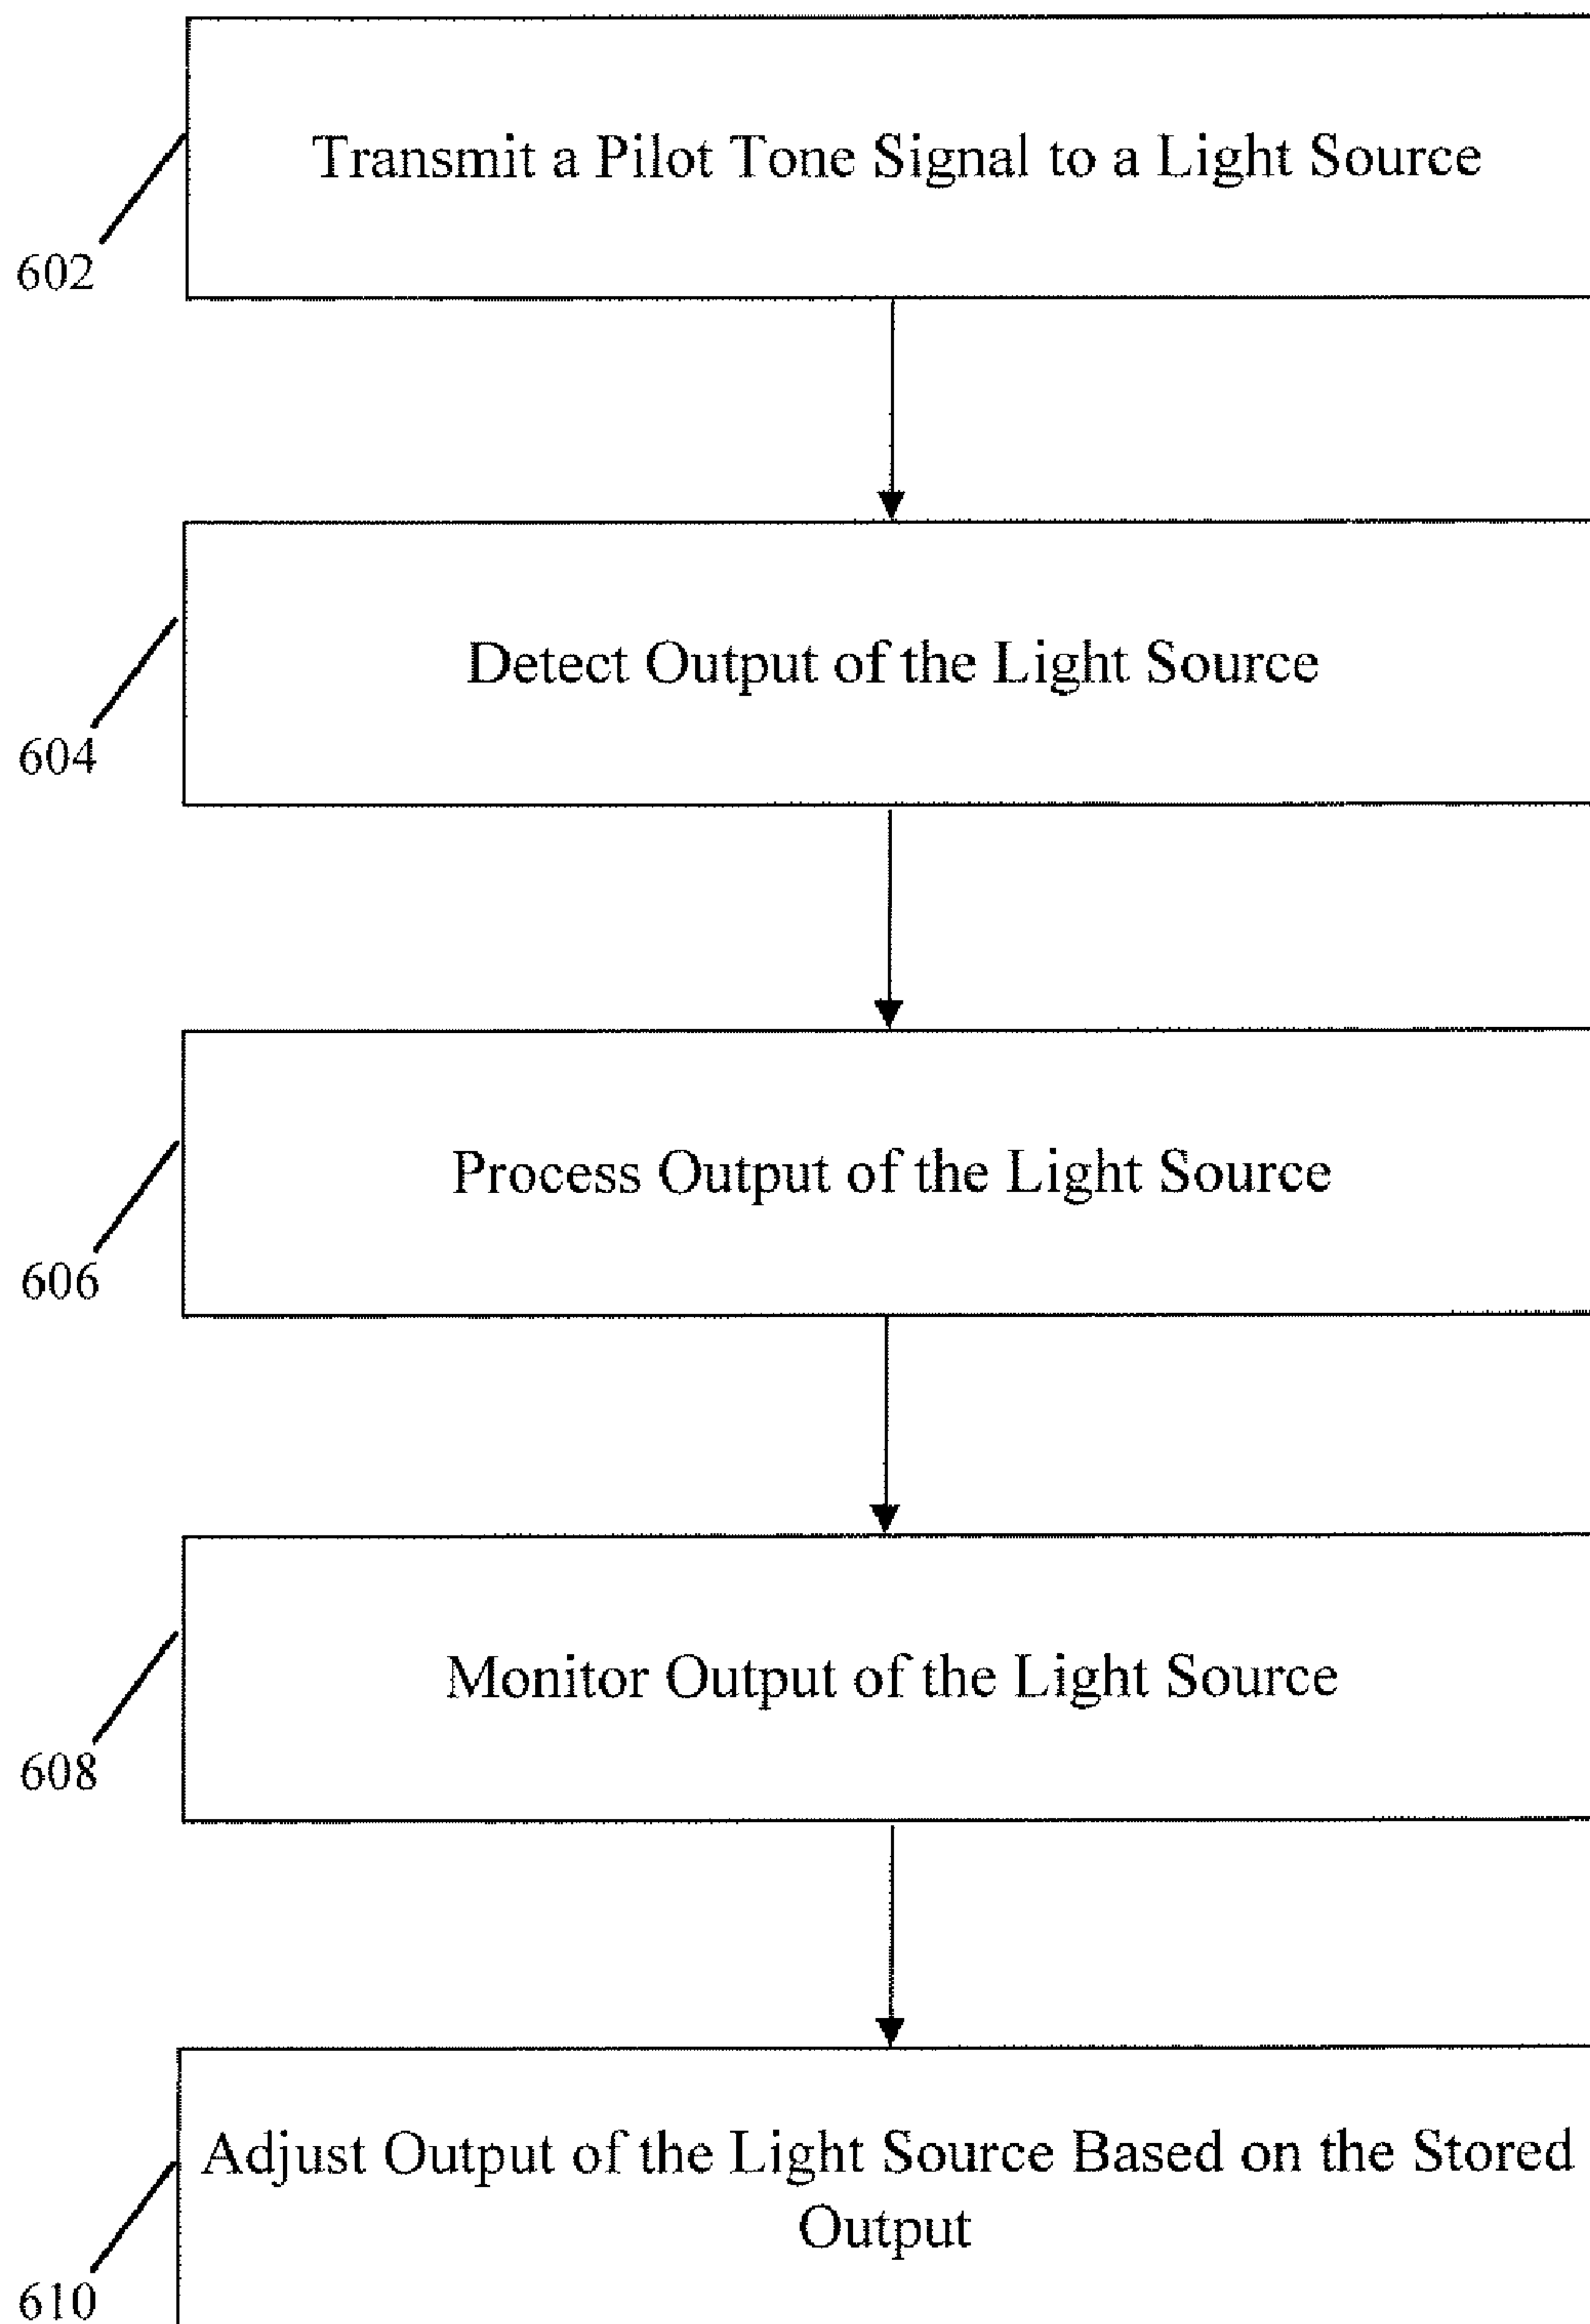 Transmit a Pilot Tone Signal to a Light Source
602
Detect Output of the Light Source
604
Process Output of the Light Source
606
Monitor Output of the Light Source
608
Adjust Output of the Light Source Based on the Stored
Output
610